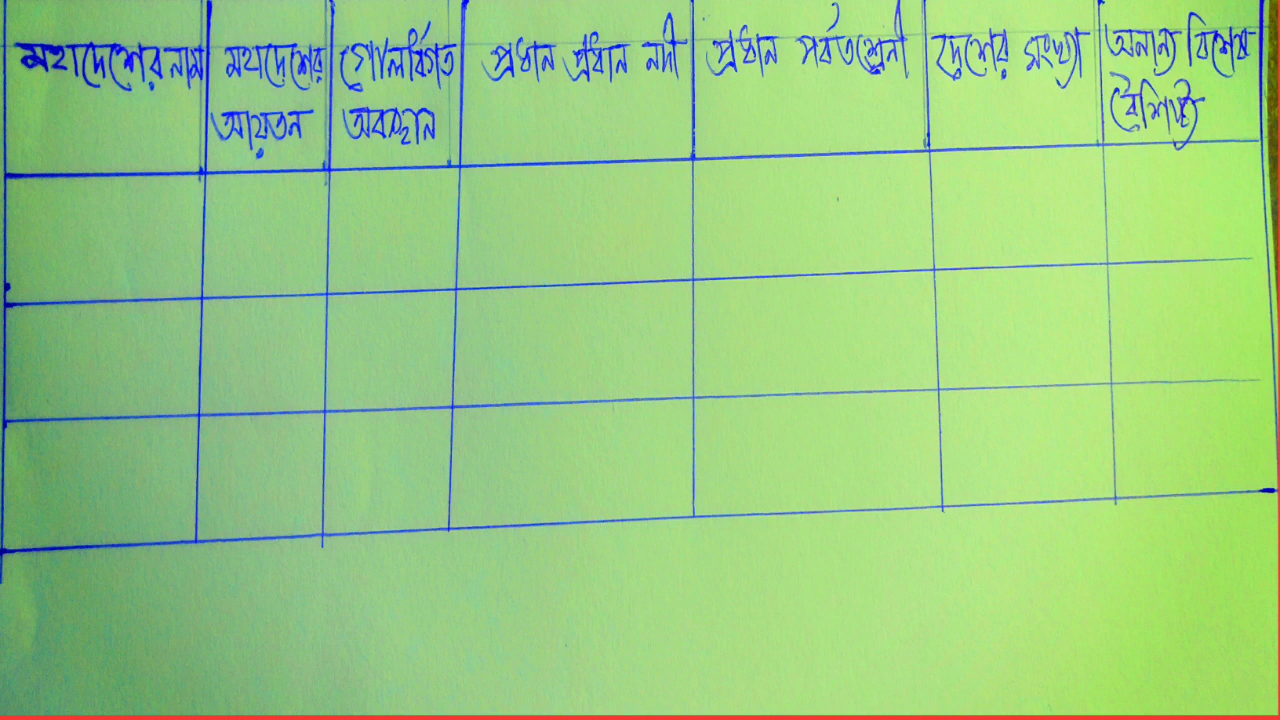 মহাদেশের নাম
মহাদেশের
আয়তন
গোলার্ধগত
অবস্থান
প্রধান প্রধান নদী
প্রধান পর্বতশ্রেনী
দেশের সংখ্যা
অনান্য বিশেষ
বৈশিষ্ট্য